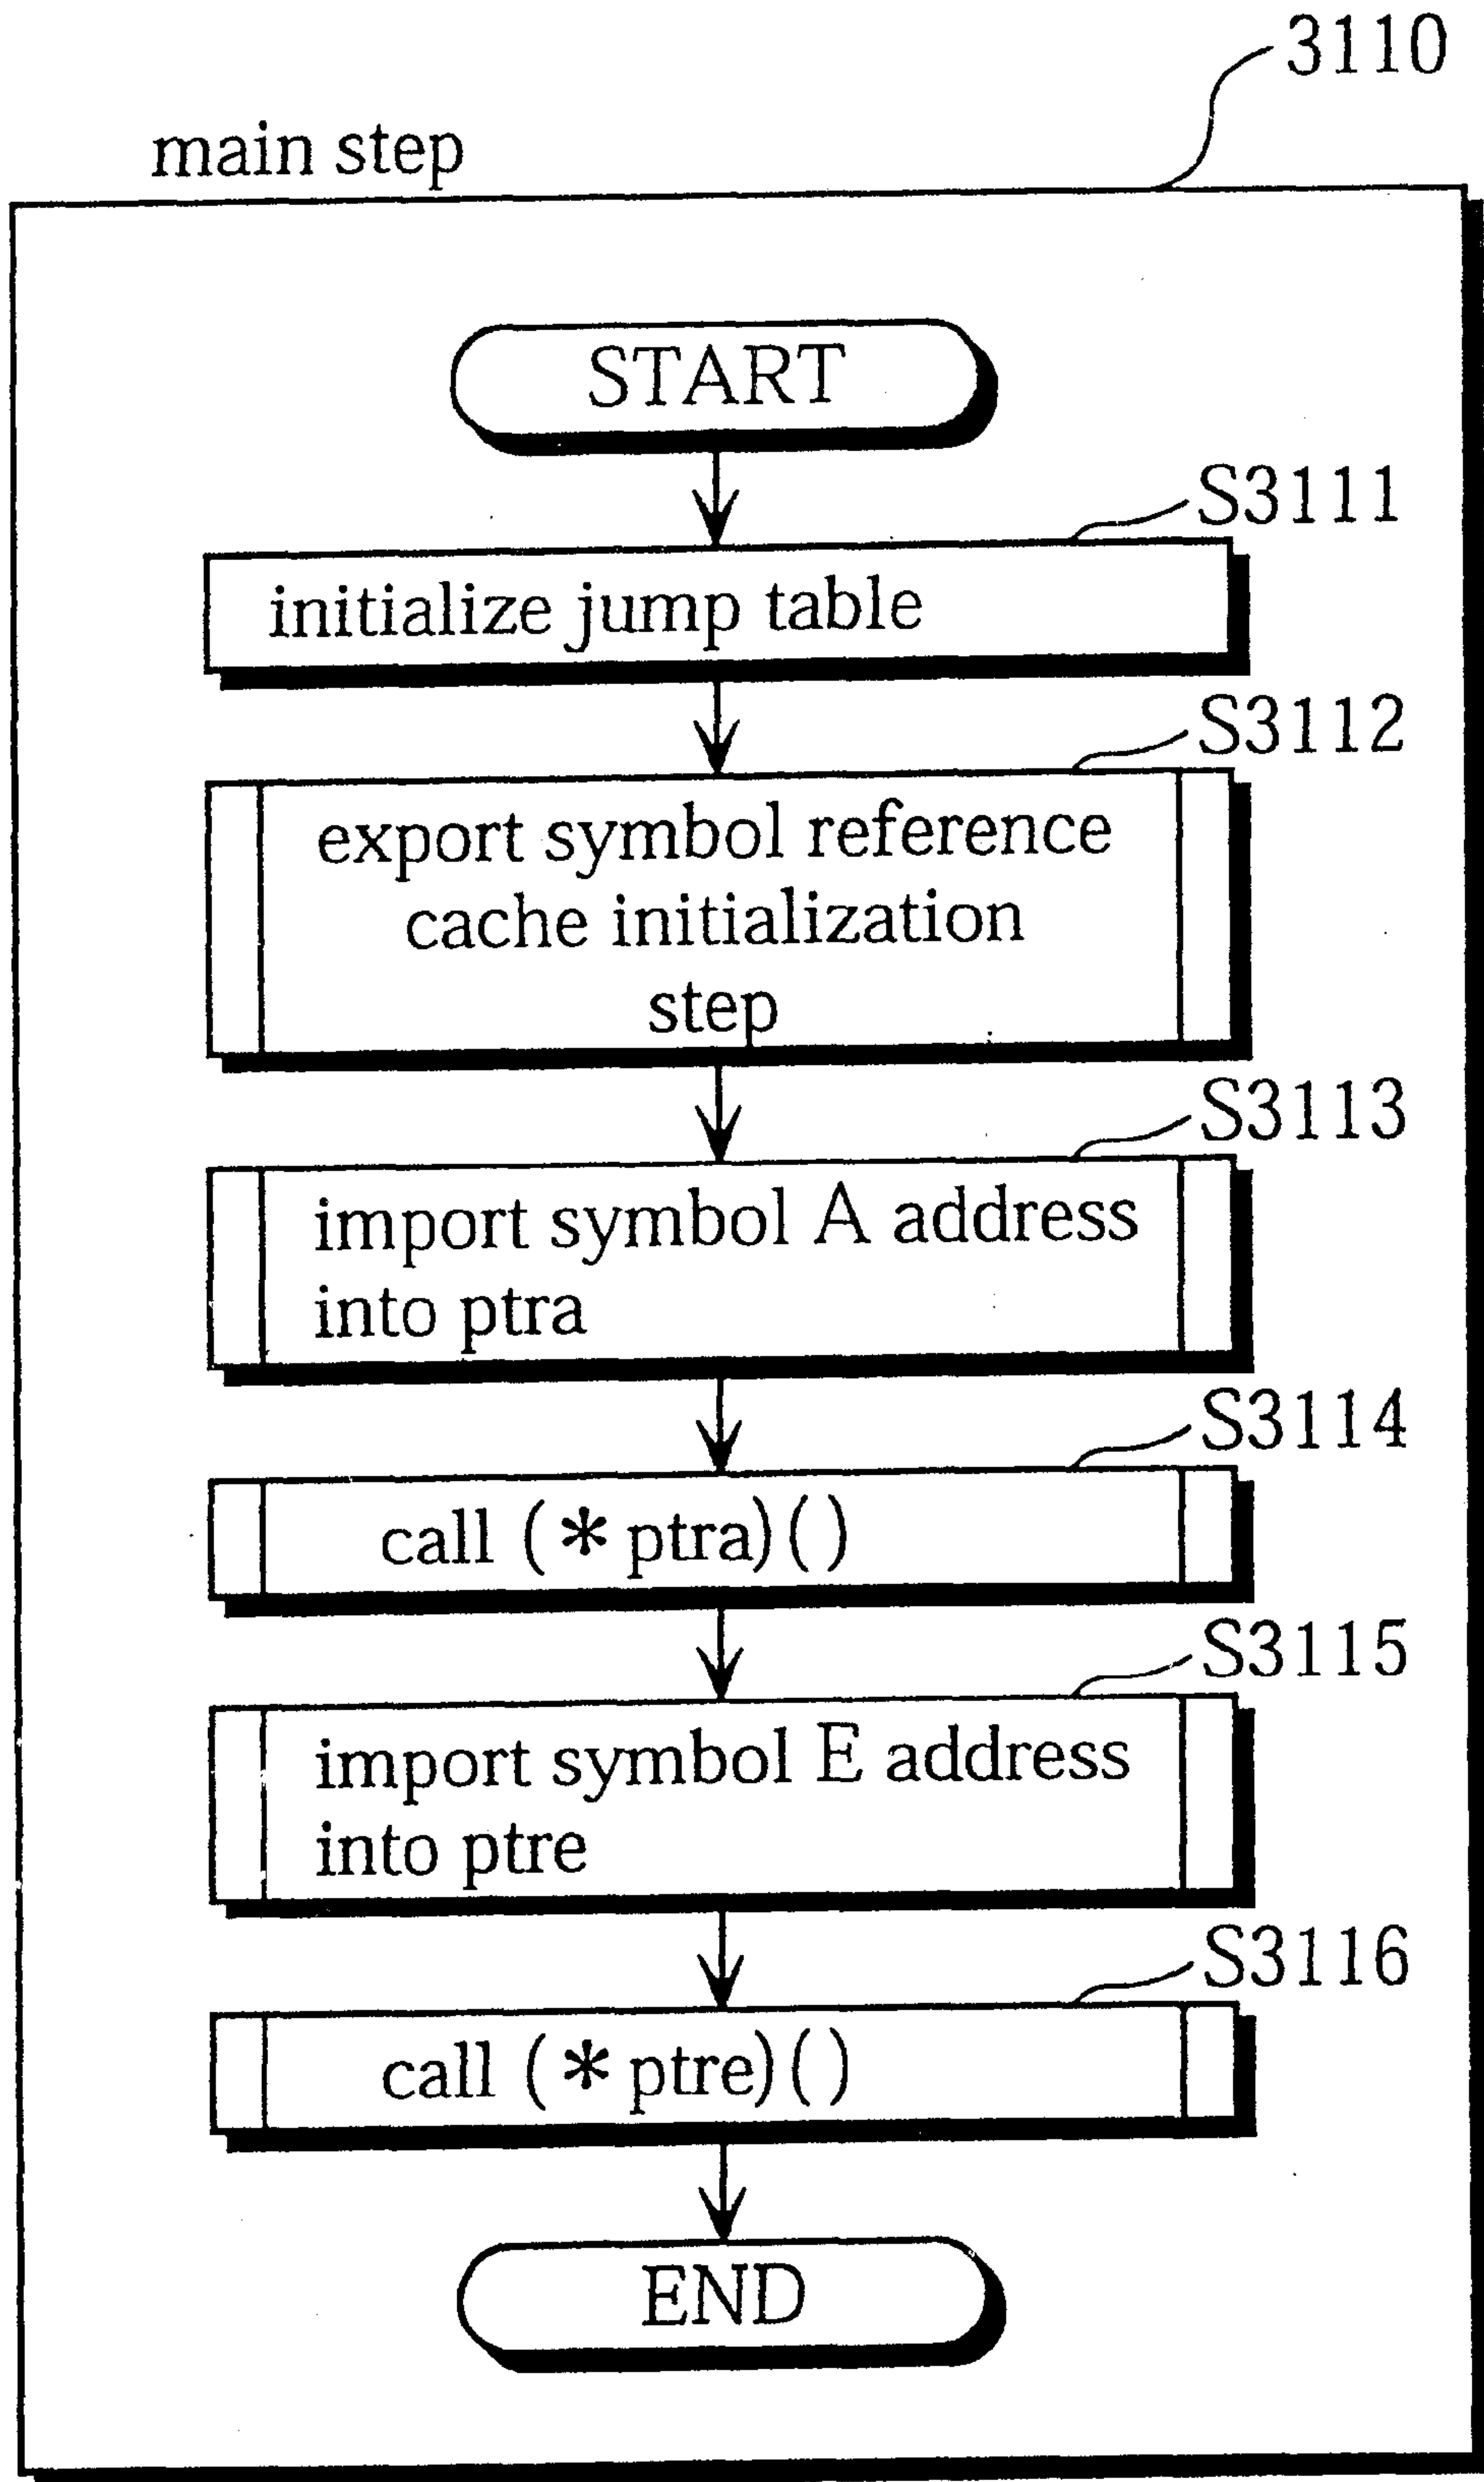 3110
main step
START
S3111
initialize jump table
S3112
export symbol reference
cache initialization
step
S3113
import symbol A address
into ptra
S3114
call (*ptra)()
S3115
import symbol E address
into ptre
S3116
call (*ptre)()
END